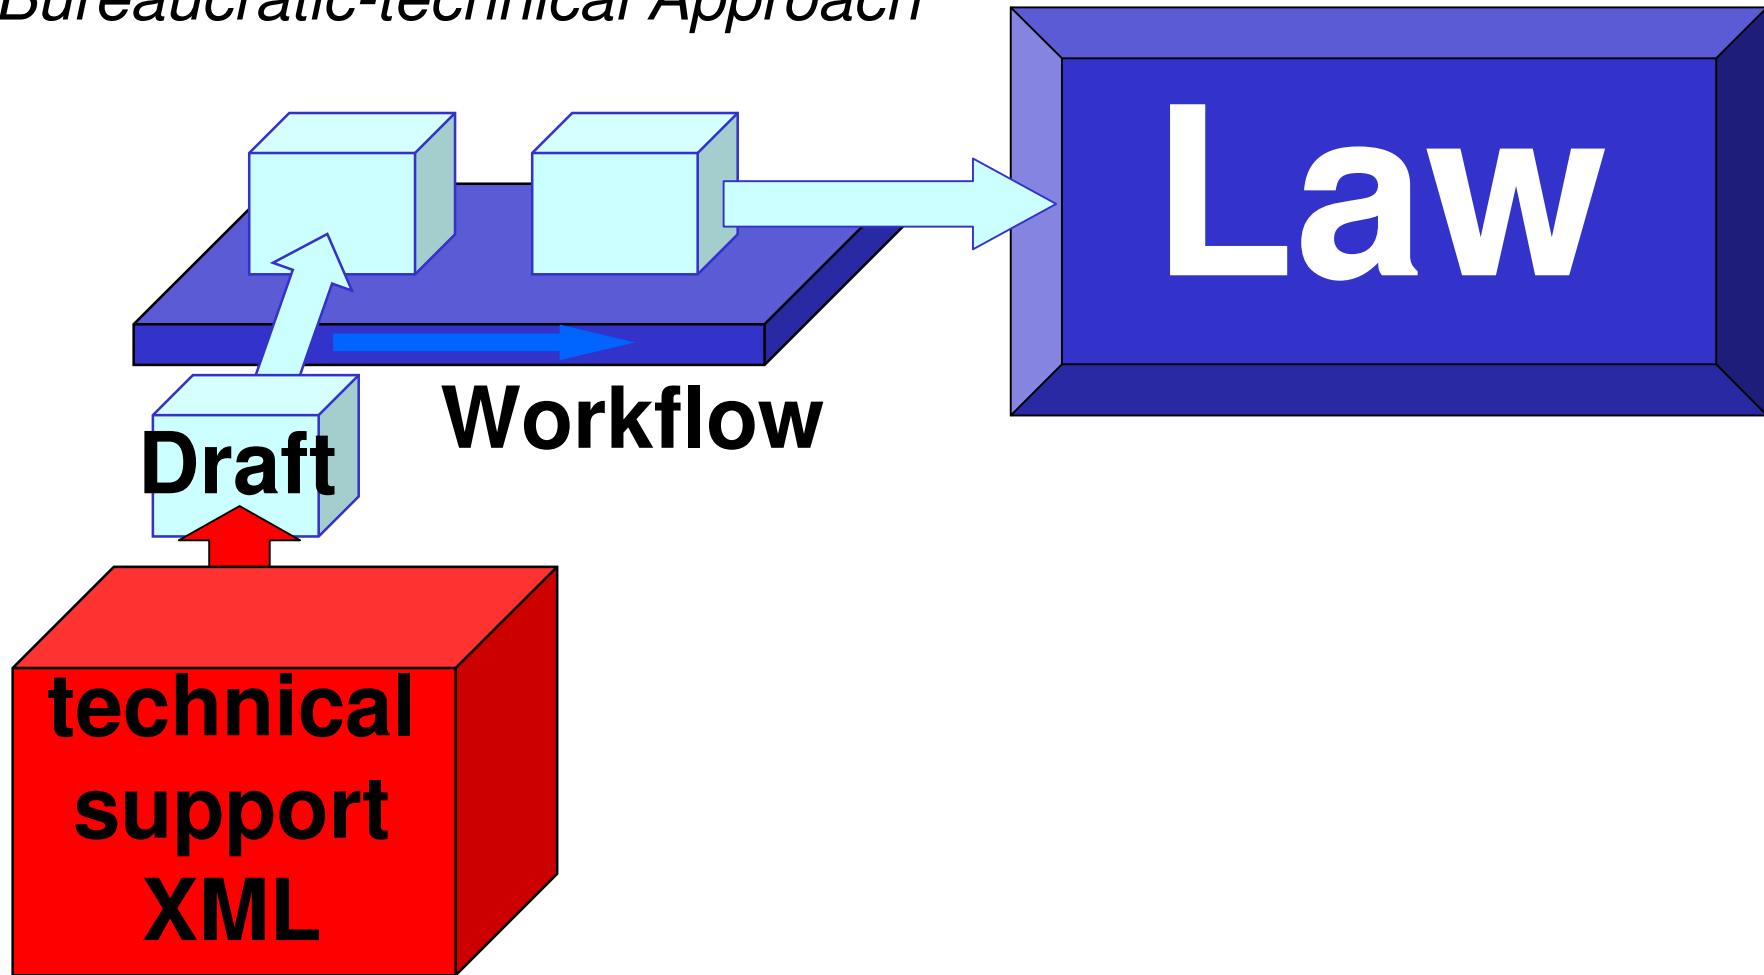 Bureaucratic-technical Approach
Law
Workflow
Draft
technical
support
XML